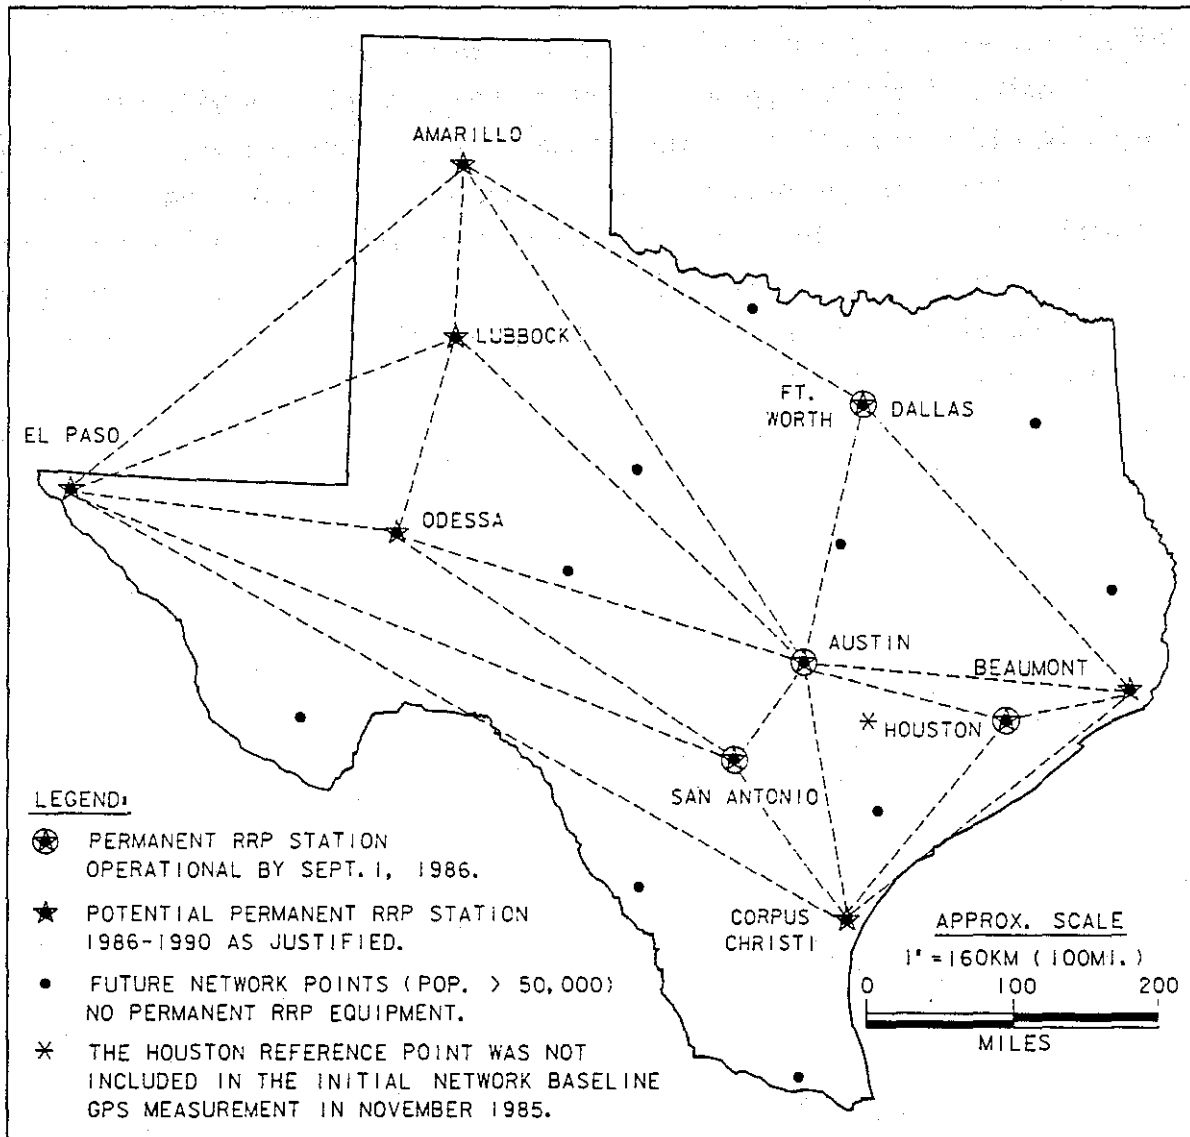 AMARILLO
LUBBOCK
FT.
WORTH
DALLAS
EL PASO
ODESSA
AUSTIN
BEAUMONT
* HOUSTON
SAN ANTONIO
CORPUS
CHRISTI
LEGEND:
PERMANENT RRP STATION
OPERATIONAL BY SEPT. 1, 1986.
POTENTIAL PERMANENT RRP STATION
1986-1990 AS JUSTIFIED.
• FUTURE NETWORK POINTS (POP. > 50,000)
NO PERMANENT RRP EQUIPMENT.
* THE HOUSTON REFERENCE POINT WAS NOT
INCLUDED IN THE INITIAL NETWORK BASELINE
GPS MEASUREMENT IN NOVEMBER 1985.
APPROX. SCALE
1" = 160KM (100MI.)
0 100 200
MILES